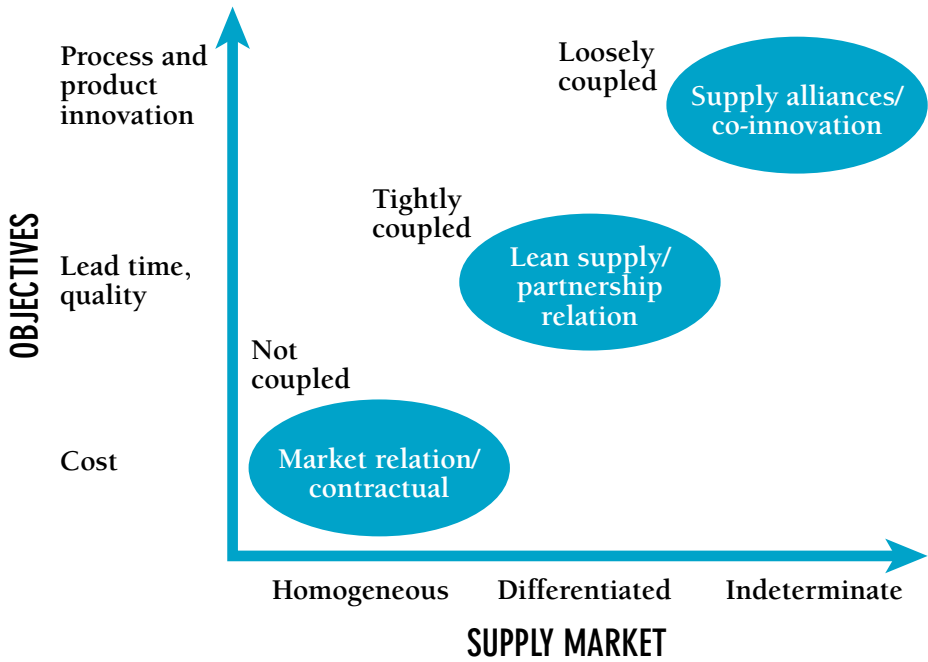 Process and
product
innovation
Loosely
coupled
Supply alliances/
co-innovation
OBJECTIVES
Lead time,
quality
Tightly
coupled
Lean supply/
partnership
relation
Cost
Not
coupled
Market relation/
contractual
Homogeneous
Differentiated
Indeterminate
SUPPLY MARKET